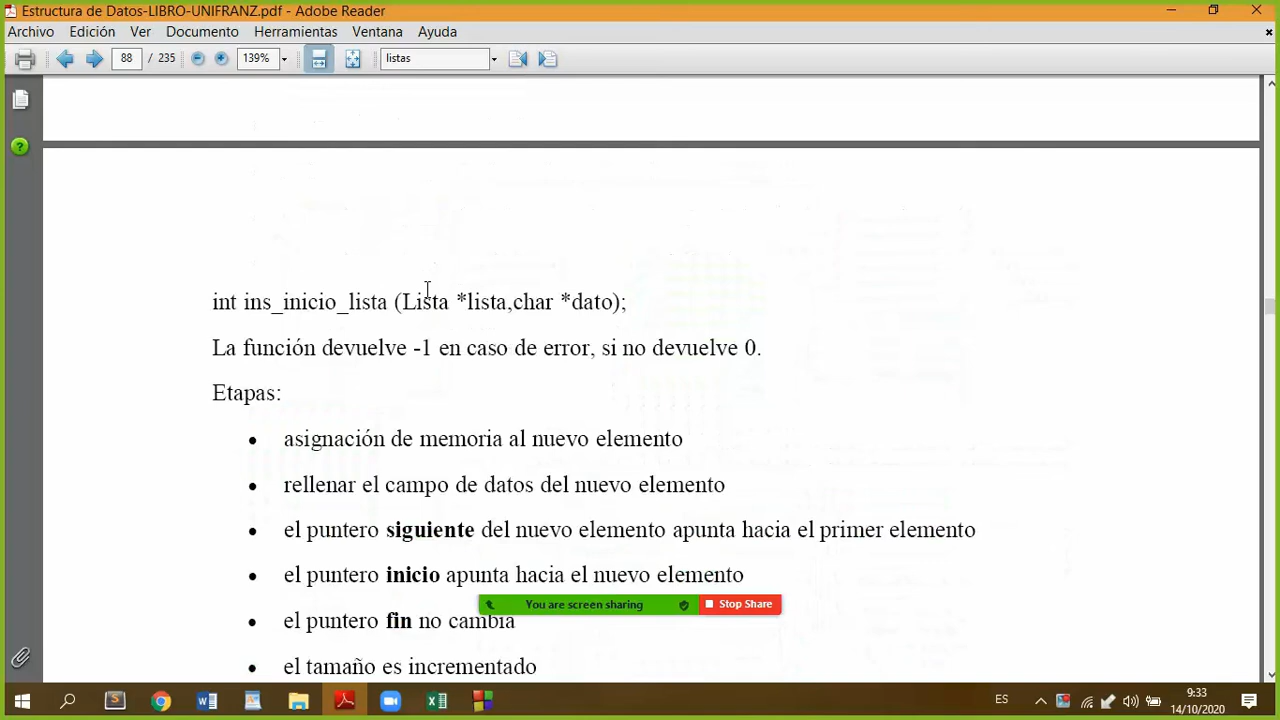 Estructura de Datos-LIBRO-UNIFRANZ.pdf - Adobe Reader
Archivo Edición Ver Documento Herramientas Ventana Ayuda
88 / 235 139% listas
int ins_inicio_lista (Lista *lista,char *dato);
La función devuelve -1 en caso de error, si no devuelve 0.
Etapas:
• asignación de memoria al nuevo elemento
• rellenar el campo de datos del nuevo elemento
• el puntero siguiente del nuevo elemento apunta hacia el primer elemento
• el puntero inicio apunta hacia el nuevo elemento
You are screen sharing Stop Share
• el puntero fin no cambia
• el tamaño es incrementado
ES 9:33
14/10/2020